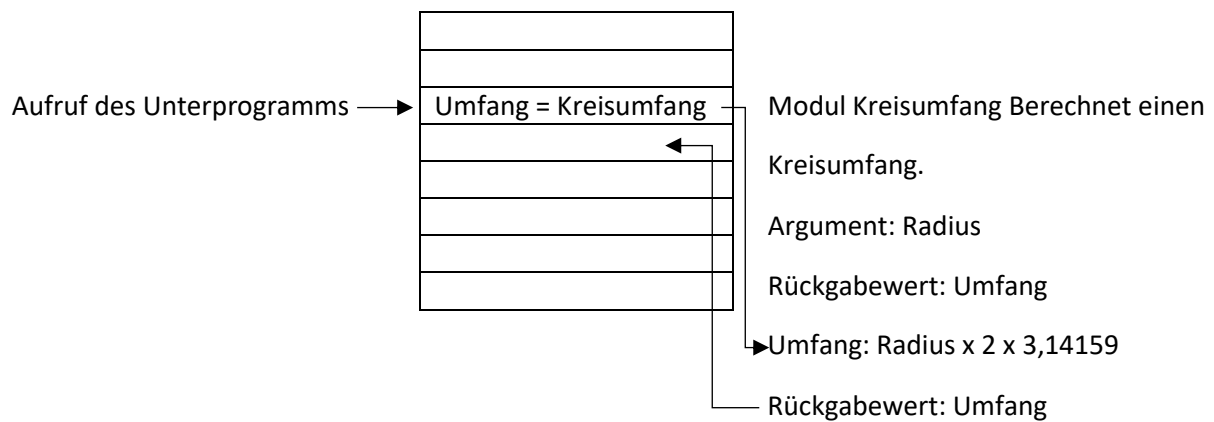 Aufruf des Unterprogramms
Umfang = Kreisumfang
Modul Kreisumfang Berechnet einen
Kreisumfang.
Argument: Radius
Rückgabewert: Umfang
Umfang: Radius x 2 x 3,14159
Rückgabewert: Umfang